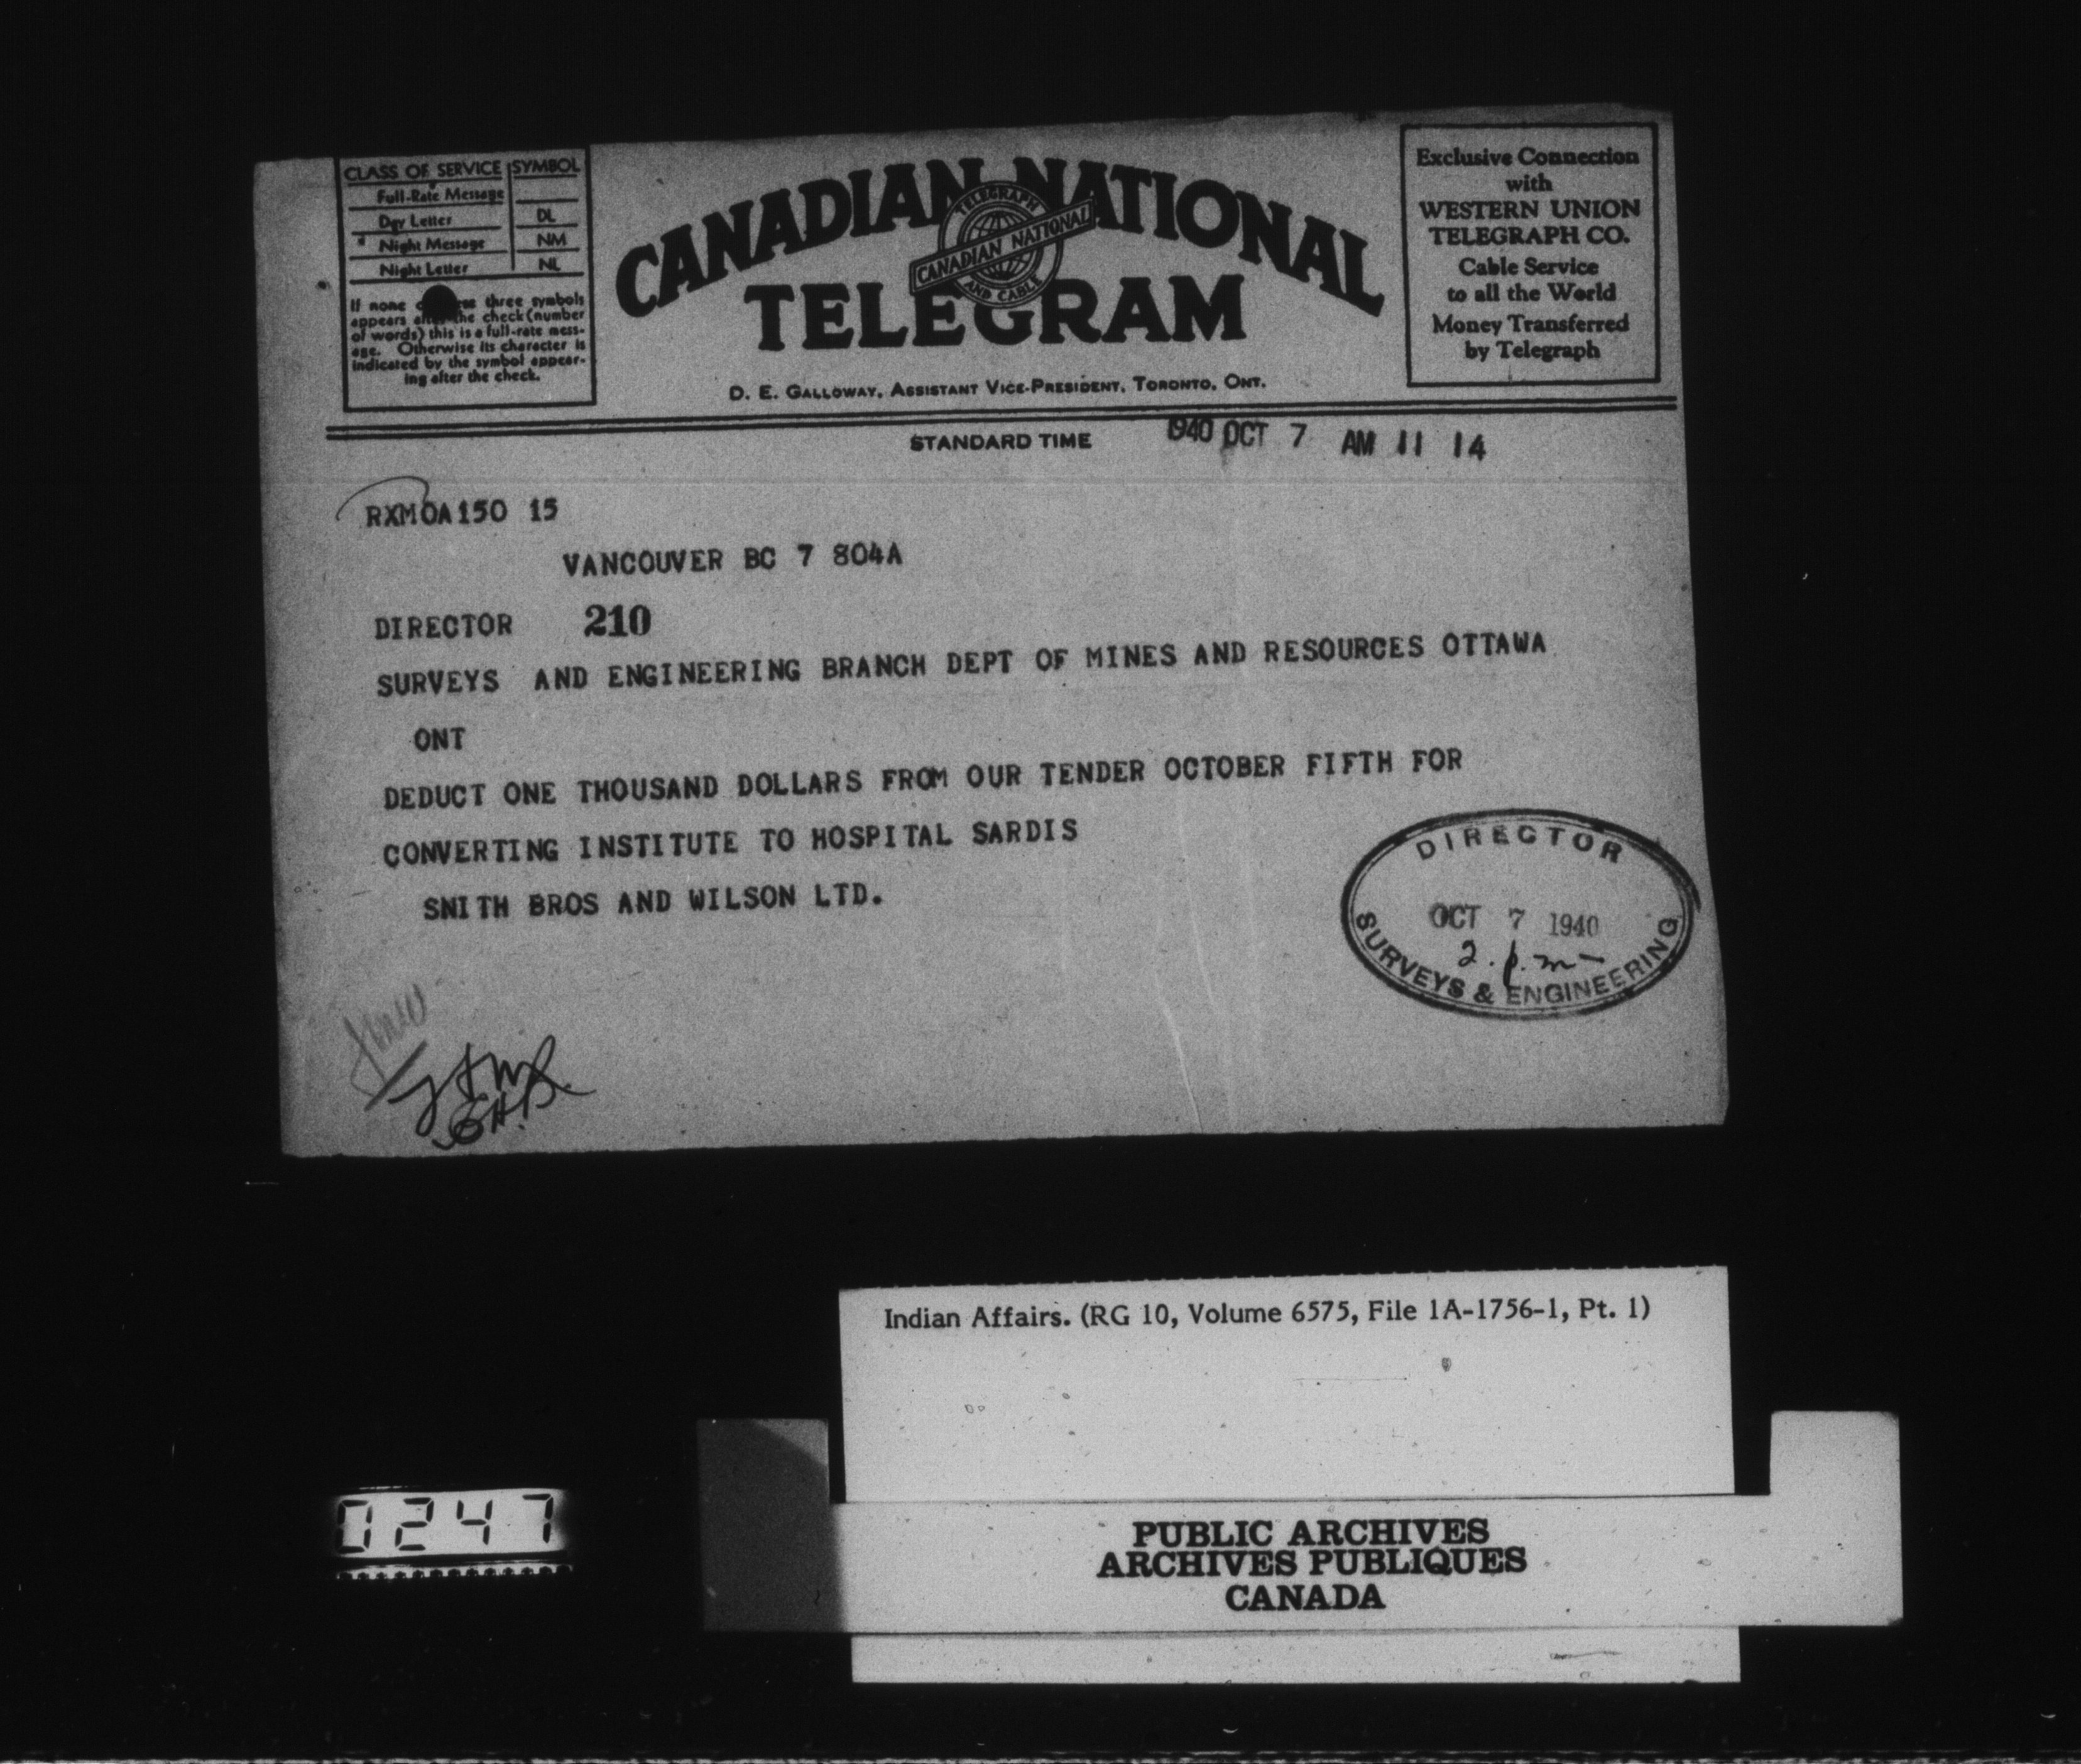 CLASS OF SERVICE SYMBOL
Full-Rate Message
Day Letter DL
Night Message NM
Night Letter NL
If none three symbols
appears the check (number
of words) this is a full-rate mess-
age. Otherwise its character is
indicated by the symbol appear-
ing after the check.
CANADIAN NATIONAL
TELEGRAPH
CANADIAN NATIONAL
AND CABLE
TELEGRAM
D. E. GALLOWAY, ASSISTANT VICE-PRESIDENT, TORONTO, ONT.
Exclusive Connection
with
WESTERN UNION
TELEGRAPH CO.
Cable Service
to all the World
Money Transferred
by Telegraph
STANDARD TIME 1940 OCT 7 AM 11 14
RXMOA150 15
VANCOUVER BC 7 804A
DIRECTOR 210
SURVEYS AND ENGINEERING BRANCH DEPT OF MINES AND RESOURCES OTTAWA
ONT
DEDUCT ONE THOUSAND DOLLARS FROM OUR TENDER OCTOBER FIFTH FOR
CONVERTING INSTITUTE TO HOSPITAL SARDIS
SNITH BROS AND WILSON LTD.
DIRECTOR
OCT 7 1940
2. p.m-
SURVEYS & ENGINEERING
Indian Affairs. (RG 10, Volume 6575, File 1A-1756-1, Pt. 1)
0247
PUBLIC ARCHIVES
ARCHIVES PUBLIQUES
CANADA